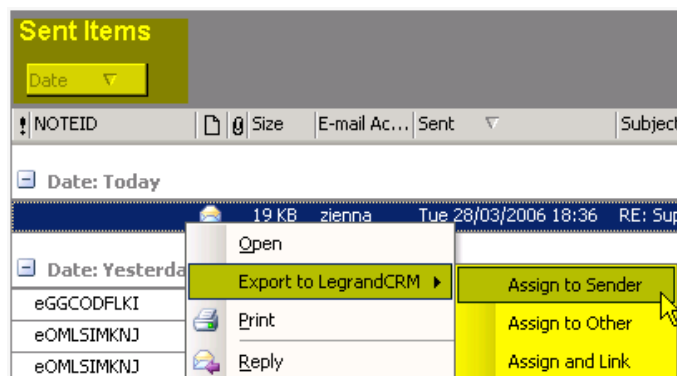 Sent Items
Date
! NOTEID Size E-mail Ac... Sent Subject
Date: Today
19 KB zienna Tue 28/03/2006 18:36 RE: Sup
Open
Date: Yesterda
Export to LegrandCRM Assign to Sender
eGGCODFLKI
Print Assign to Other
eOMLSIMKNJ
eOMLSIMKNJ Reply Assign and Link